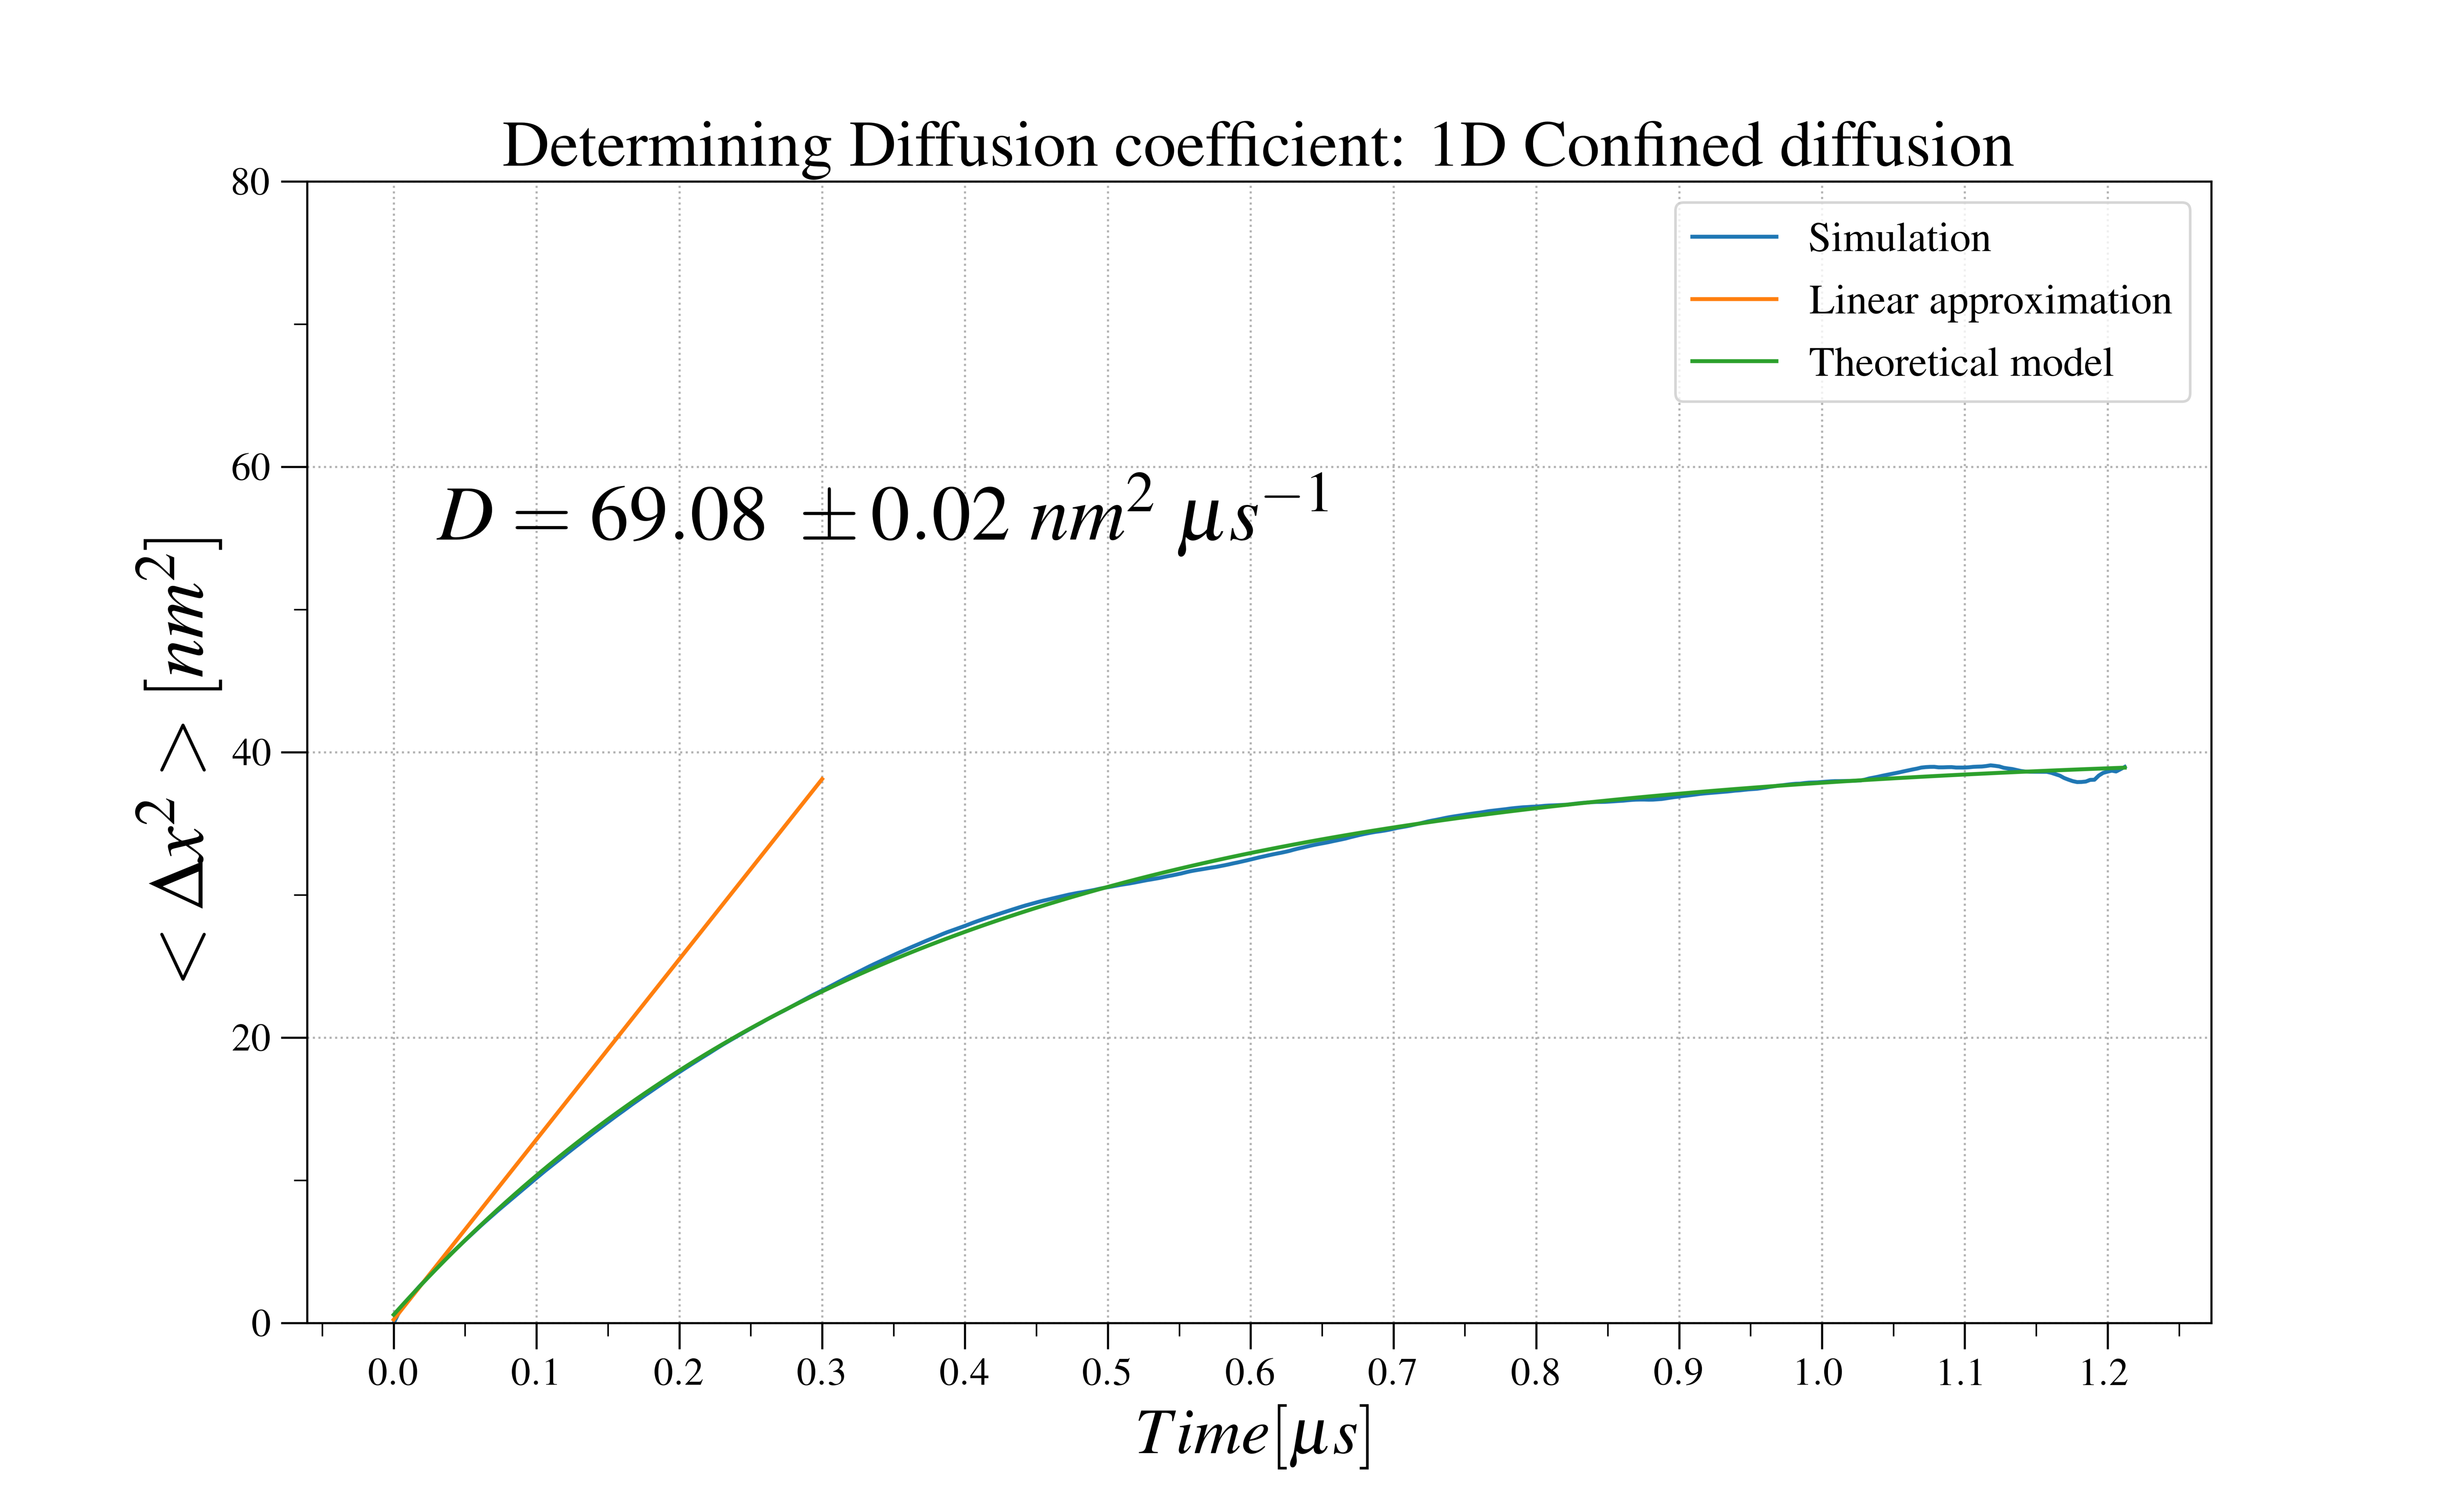 Determining Diffusion coefficient: 1D Confined diffusion
80
60
40
20
0
< Δx² > [nm²]
Simulation
Linear approximation
Theoretical model
D = 69.08 ±0.02 nm² μs⁻¹
0.0 0.1 0.2 0.3 0.4 0.5 0.6 0.7 0.8 0.9 1.0 1.1 1.2
Time[μs]